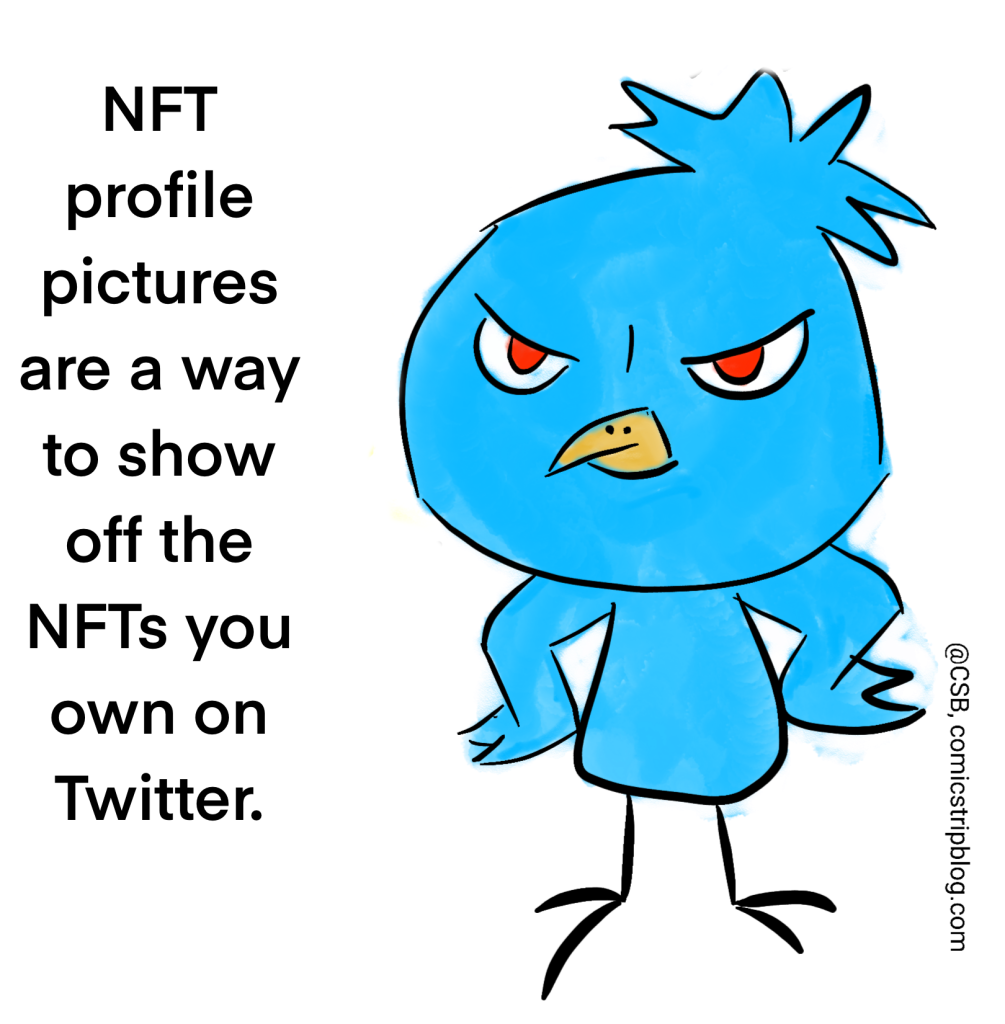 NFT
profile
pictures
are a way
to show
off the
NFTs you
own on
Twitter.
@CSB, comicstripblog.com